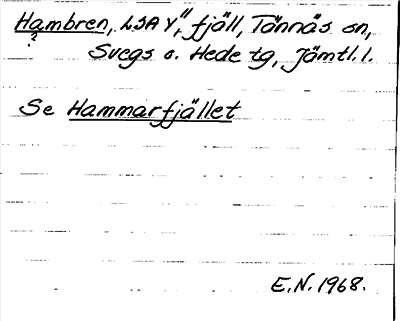 Hambren, LSA Y", fjäll, Tännäs sn,
Svegs o. Hede tg, Jämtl. l.
Se Hammarfjället
E.N. 1968.